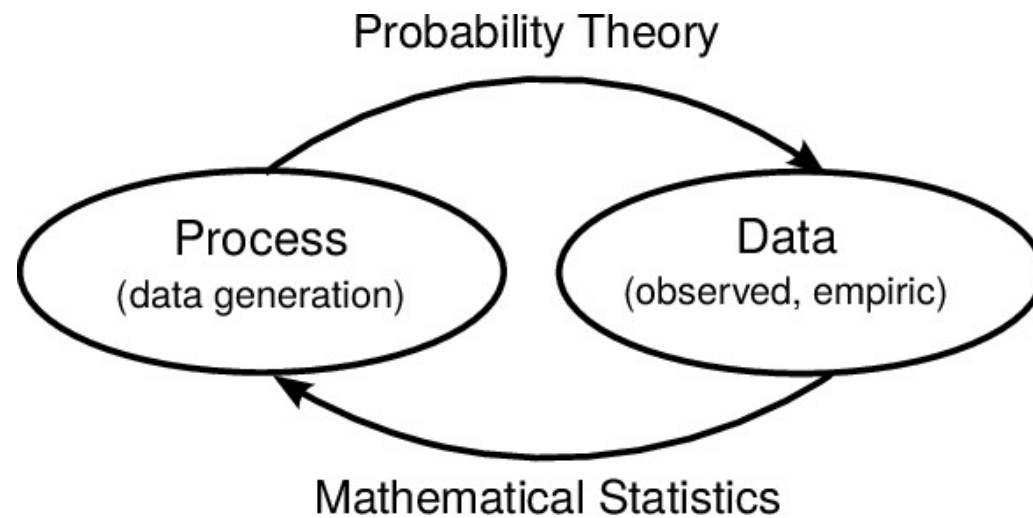 Probability Theory
Process
(data generation)
Data
(observed, empiric)
Mathematical Statistics